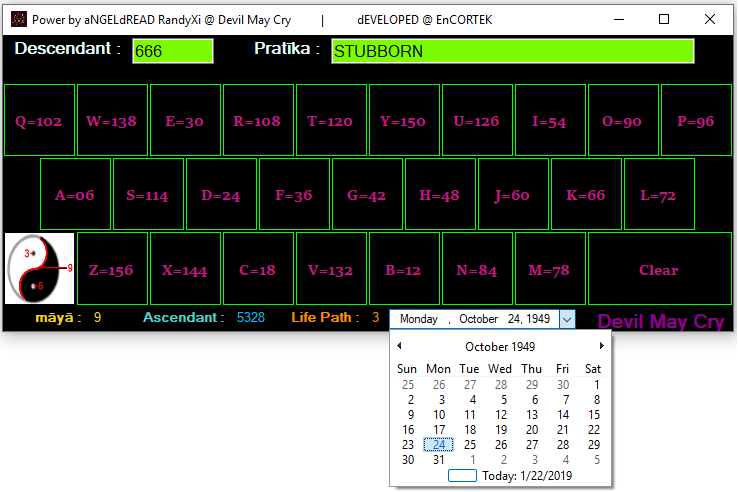 Power by aNGELdREAD RandyXi @ Devil May Cry | dEVELOPED @ EnCORTEK
Descendant : 666 Pratīka : STUBBORN
Q=102 W=138 E=30 R=108 T=120 Y=150 U=126 I=54 O=90 P=96
A=06 S=114 D=24 F=36 G=42 H=48 J=60 K=66 L=72
3 9 6 Z=156 X=144 C=18 V=132 B=12 N=84 M=78 Clear
māyā : 9 Ascendant : 5328 Life Path : 3 Monday , October 24, 1949 Devil May Cry
October 1949
Sun Mon Tue Wed Thu Fri Sat
25 26 27 28 29 30 1
2 3 4 5 6 7 8
9 10 11 12 13 14 15
16 17 18 19 20 21 22
23 24 25 26 27 28 29
30 31 1 2 3 4 5
Today: 1/22/2019